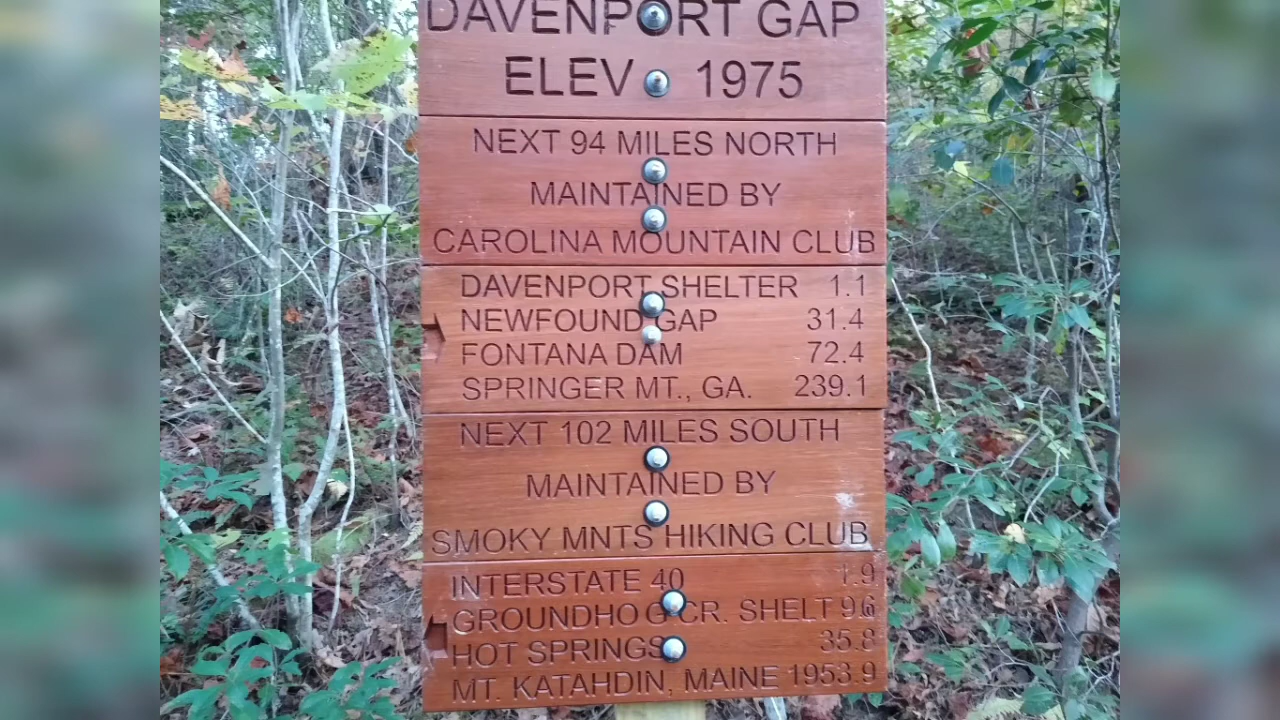 DAVENPORT GAP
ELEV. 1975
NEXT 94 MILES NORTH
MAINTAINED BY
CAROLINA MOUNTAIN CLUB
DAVENPORT SHELTER 1.1
NEWFOUND GAP 31.4
FONTANA DAM 72.4
SPRINGER MT., GA. 239.1
NEXT 102 MILES SOUTH
MAINTAINED BY
SMOKY MNTS HIKING CLUB
INTERSTATE 40 1.9
GROUNDHOG CR. SHELT 9.6
HOT SPRINGS 35.8
MT. KATAHDIN, MAINE 1953.9